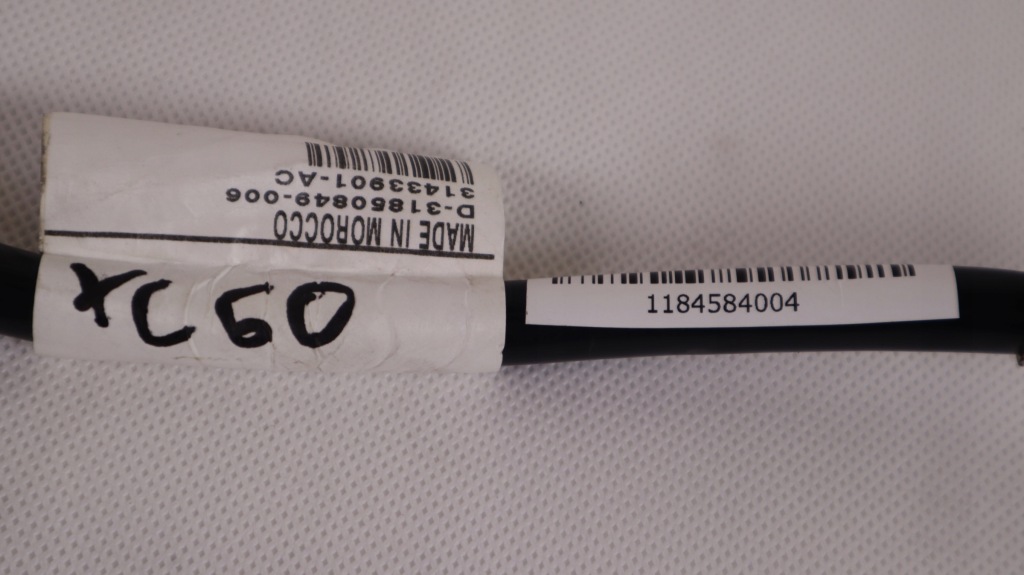 MADE IN MOROCCO
D-31850849-006
31433901-AC
XC60
1184584004